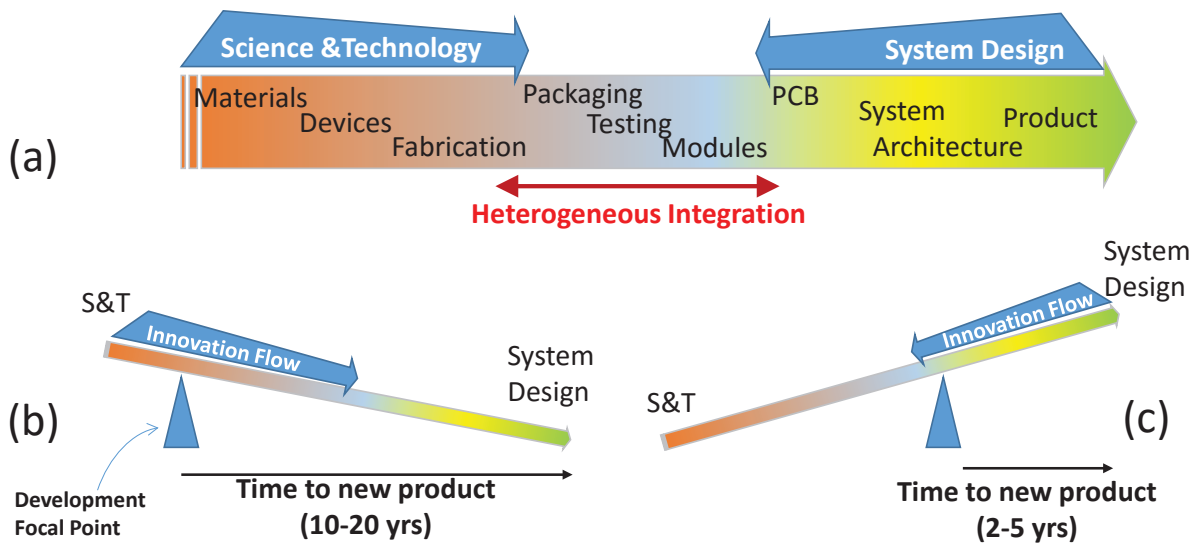 Science &Technology
System Design
Materials
Devices
Fabrication
Packaging
Testing
Modules
PCB
System
Architecture
Product
(a)
Heterogeneous Integration
S&T
Innovation Flow
System
Design
(b)
Development
Focal Point
Time to new product
(10-20 yrs)
System
Design
Innovation Flow
S&T
(c)
Time to new product
(2-5 yrs)